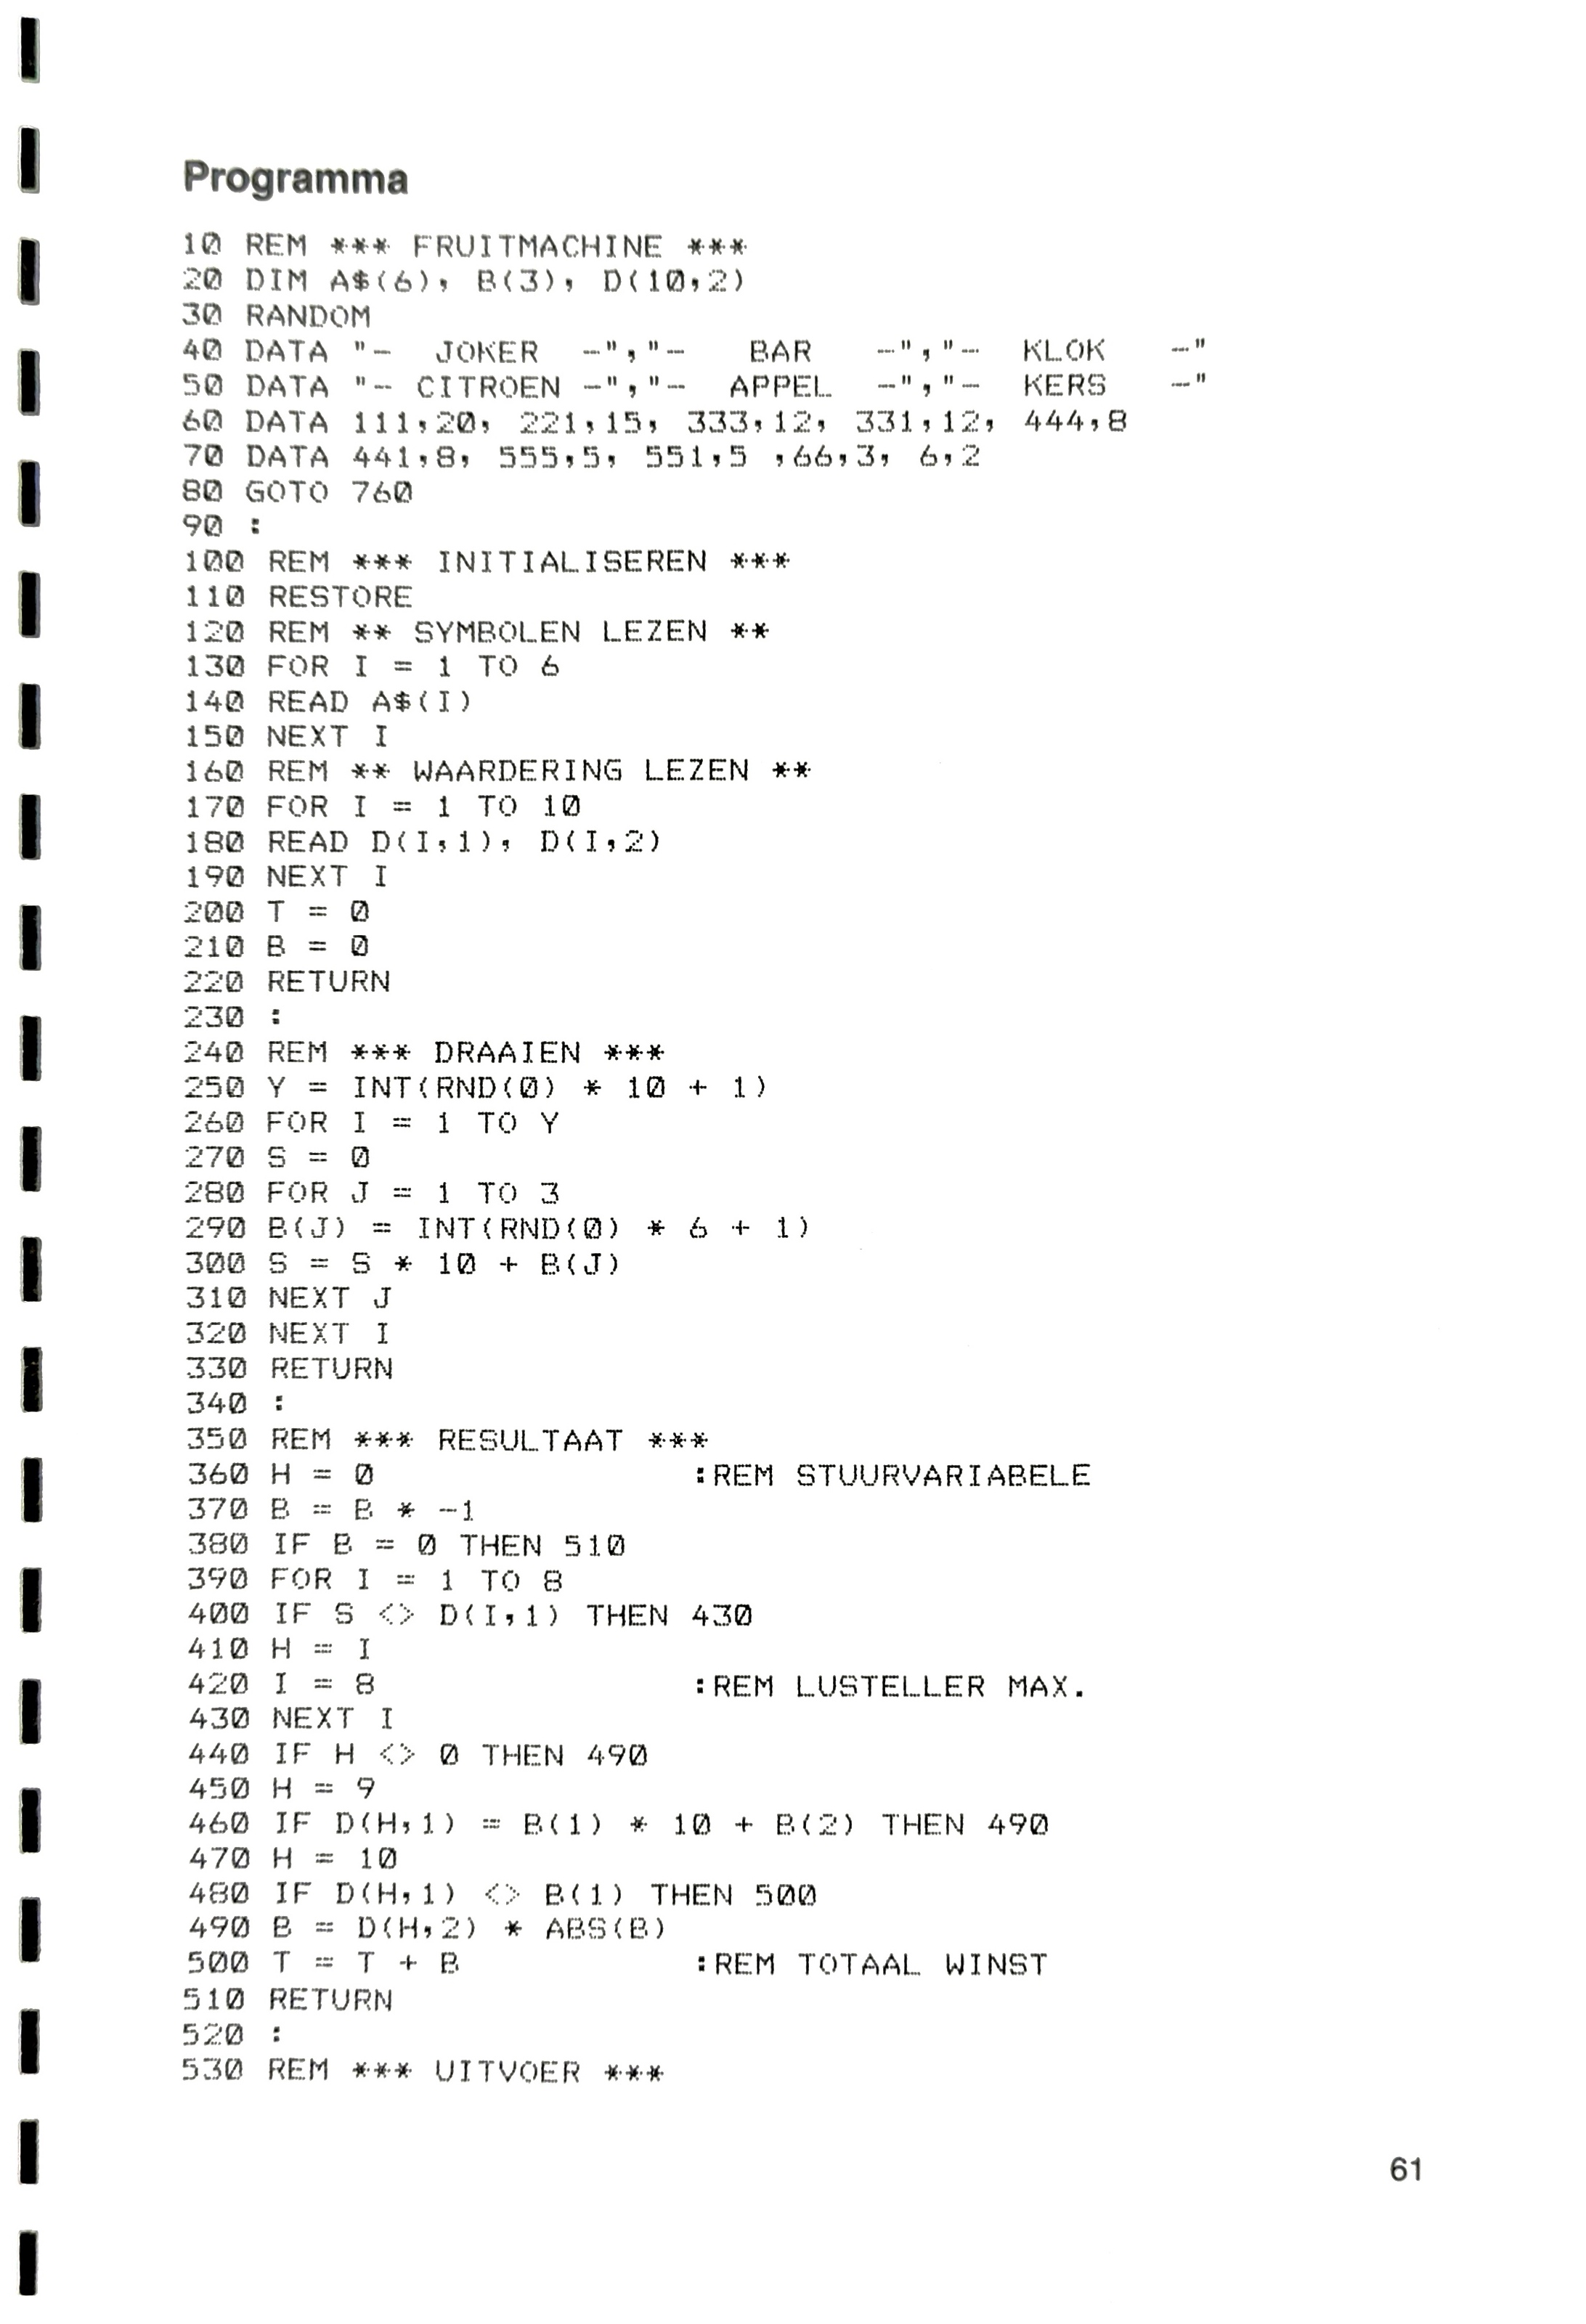 Programma
10 REM *** FRUITMACHINE ***
20 DIM A$(6), B(3), D(10,2)
30 RANDOM
40 DATA "-  JOKER  -","-   BAR   -","-  KLOK   -"
50 DATA "- CITROEN -","-  APPEL  -","-  KERS   -"
60 DATA 111,20, 221,15, 333,12, 331,12, 444,8
70 DATA 441,8, 555,5, 551,5 ,66,3, 6,2
80 GOTO 760
90 :
100 REM *** INITIALISEREN ***
110 RESTORE
120 REM ** SYMBOLEN LEZEN **
130 FOR I = 1 TO 6
140 READ A$(I)
150 NEXT I
160 REM ** WAARDERING LEZEN **
170 FOR I = 1 TO 10
180 READ D(I,1), D(I,2)
190 NEXT I
200 T = 0
210 B = 0
220 RETURN
230 :
240 REM *** DRAAIEN ***
250 Y = INT(RND(0) * 10 + 1)
260 FOR I = 1 TO Y
270 S = 0
280 FOR J = 1 TO 3
290 B(J) = INT(RND(0) * 6 + 1)
300 S = S * 10 + B(J)
310 NEXT J
320 NEXT I
330 RETURN
340 :
350 REM *** RESULTAAT ***
360 H = 0               :REM STUURVARIABELE
370 B = B * -1
380 IF B = 0 THEN 510
390 FOR I = 1 TO 8
400 IF S <> D(I,1) THEN 430
410 H = I
420 I = 8               :REM LUSTELLER MAX.
430 NEXT I
440 IF H <> 0 THEN 490
450 H = 9
460 IF D(H,1) = B(1) * 10 + B(2) THEN 490
470 H = 10
480 IF D(H,1) <> B(1) THEN 500
490 B = D(H,2) * ABS(B)
500 T = T + B           :REM TOTAAL WINST
510 RETURN
520 :
530 REM *** UITVOER ***
61